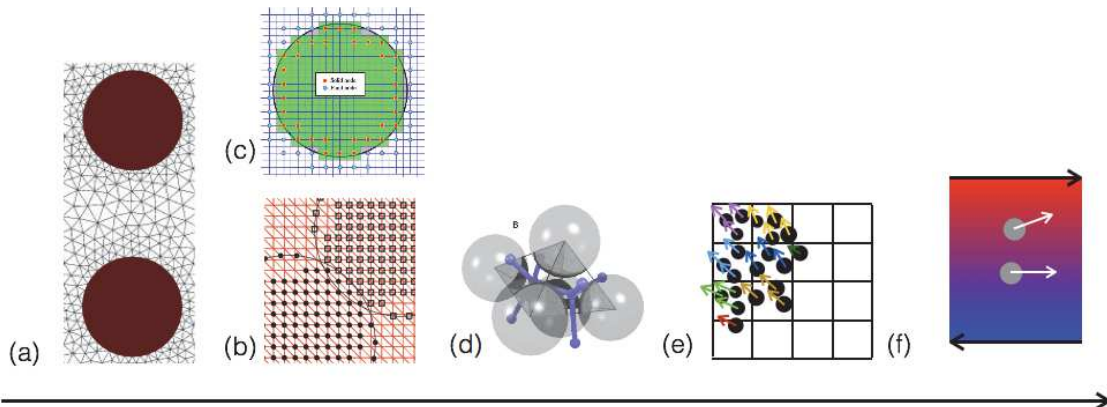 (a)
(c)
Solid node
Fluid node
(b)
B
(d)
(e)
(f)